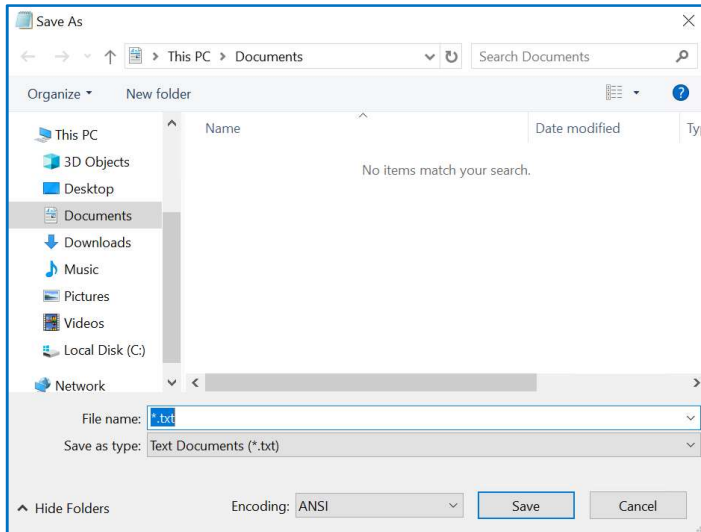 Save As
This PC > Documents
Search Documents
Organize
New folder
?
Name
Date modified
Ty
This PC
3D Objects
Desktop
Documents
Downloads
Music
Pictures
Videos
Local Disk (C:)
Network
No items match your search.
File name: *.txt
Save as type: Text Documents (*.txt)
Hide Folders
Encoding: ANSI
Save
Cancel